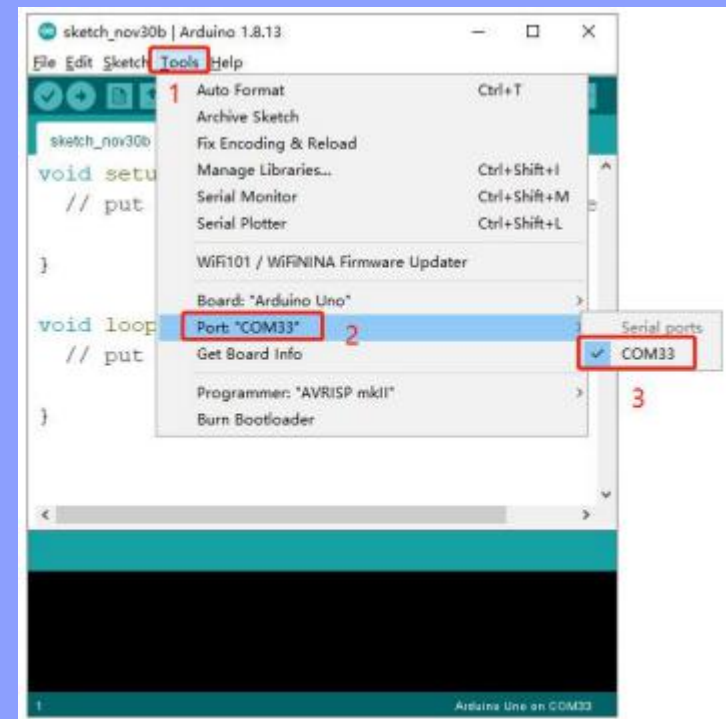 sketch_nov30b | Arduino 1.8.13
File Edit Sketch Tools Help
1
sketch_nov30b
Auto Format Ctrl+T
Archive Sketch
Fix Encoding & Reload
Manage Libraries... Ctrl+Shift+I
Serial Monitor Ctrl+Shift+M
Serial Plotter Ctrl+Shift+L
WiFi101 / WiFiNINA Firmware Updater
Board: "Arduino Uno"
Port: "COM33" 2
Get Board Info
Programmer: "AVRISP mkII"
Burn Bootloader
Serial ports
COM33
3
void setu
// put e
}
void loop
// put
}
1 Arduino Uno on COM33